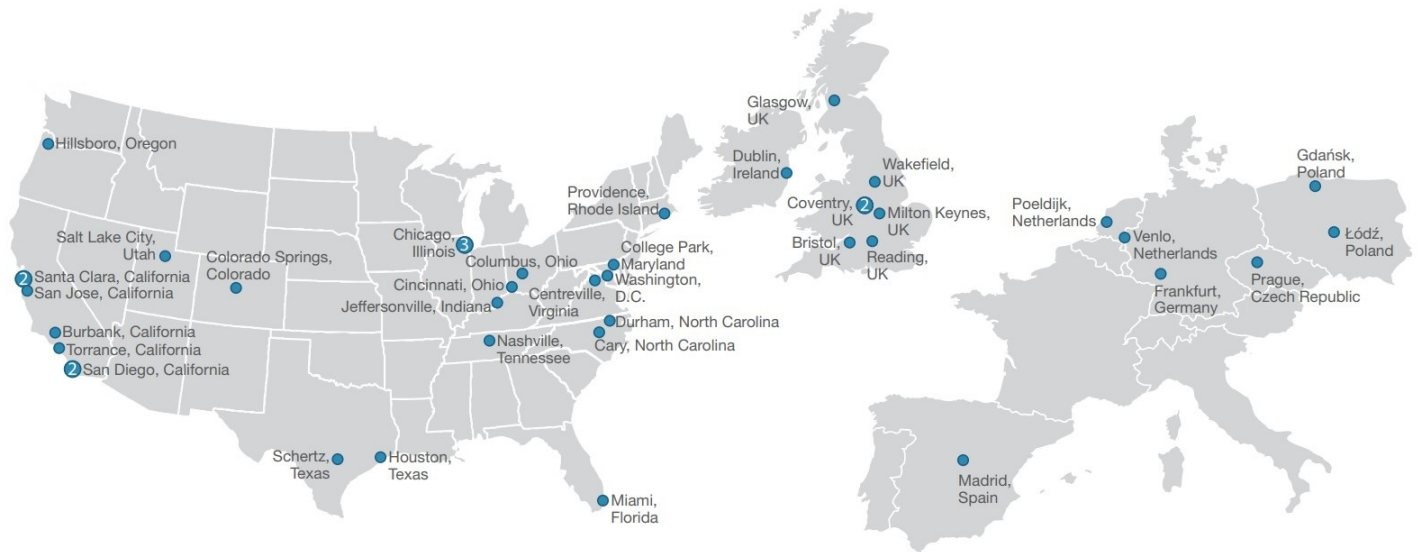 Hillsboro, Oregon
Salt Lake City,
Utah
Colorado Springs,
Colorado
2
Santa Clara, California
San Jose, California
Burbank, California
Torrance, California
2
San Diego, California
Schertz,
Texas
Houston,
Texas
Miami,
Florida
Nashville,
Tennessee
Chicago,
Illinois
3
Columbus, Ohio
Cincinnati, Ohio
Jeffersonville, Indiana
Providence,
Rhode Island
College Park,
Maryland
Washington,
D.C.
Centreville,
Virginia
Durham, North Carolina
Cary, North Carolina
Glasgow,
UK
Dublin,
Ireland
Wakefield,
UK
Coventry,
UK
2
Milton Keynes,
UK
Bristol,
UK
Reading,
UK
Gdańsk,
Poland
Poeldijk,
Netherlands
Venlo,
Netherlands
Łódź,
Poland
Frankfurt,
Germany
Prague,
Czech Republic
Madrid,
Spain